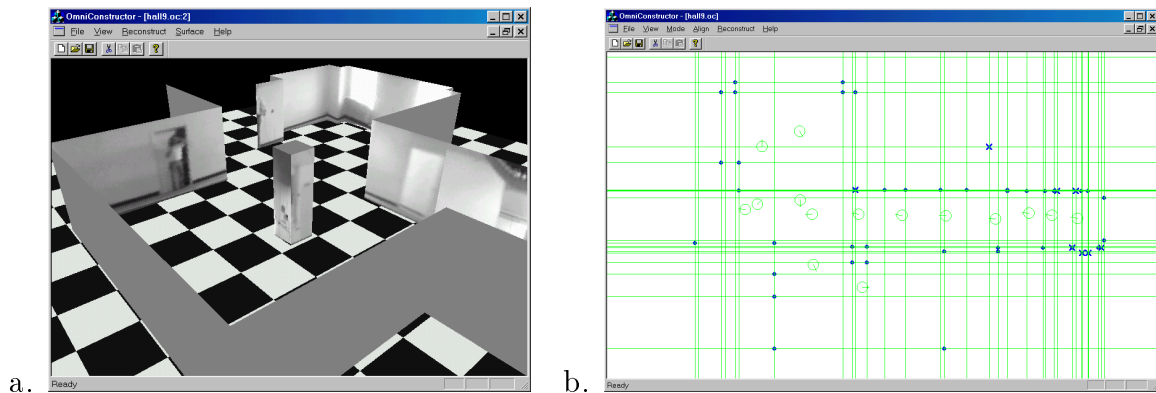 OmniConstructor - [hall9.oc:2]
File View Reconstruct Surface Help
Ready
a.
OmniConstructor - [hall9.oc]
File View Mode Align Reconstruct Help
Ready
b.